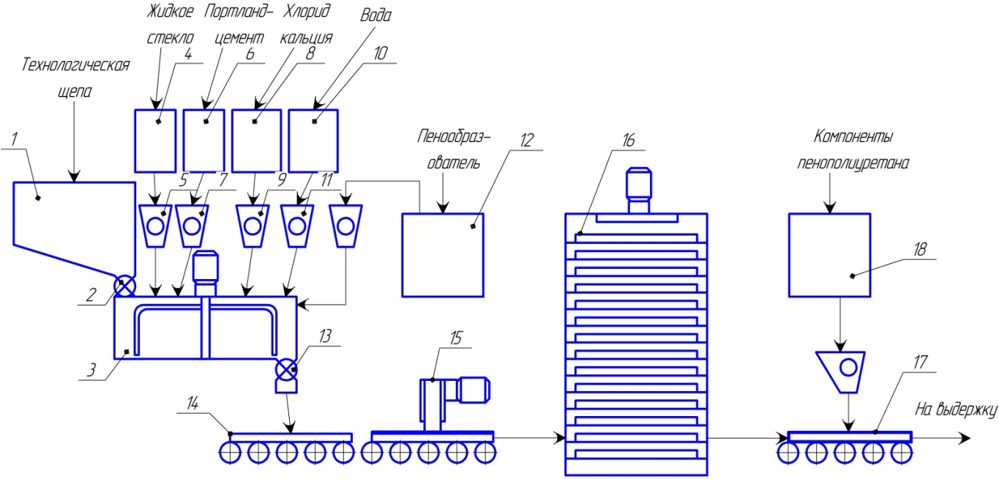 Жидкое
стекло
Портланд-
цемент
Хлорид
кальция
Вода
4
6
8
10
Технологическая
щепа
1
Пенообраз-
ователь
12
16
Компоненты
пенополиуретана
5
7
9
11
18
2
3
13
15
17
14
На выдержку